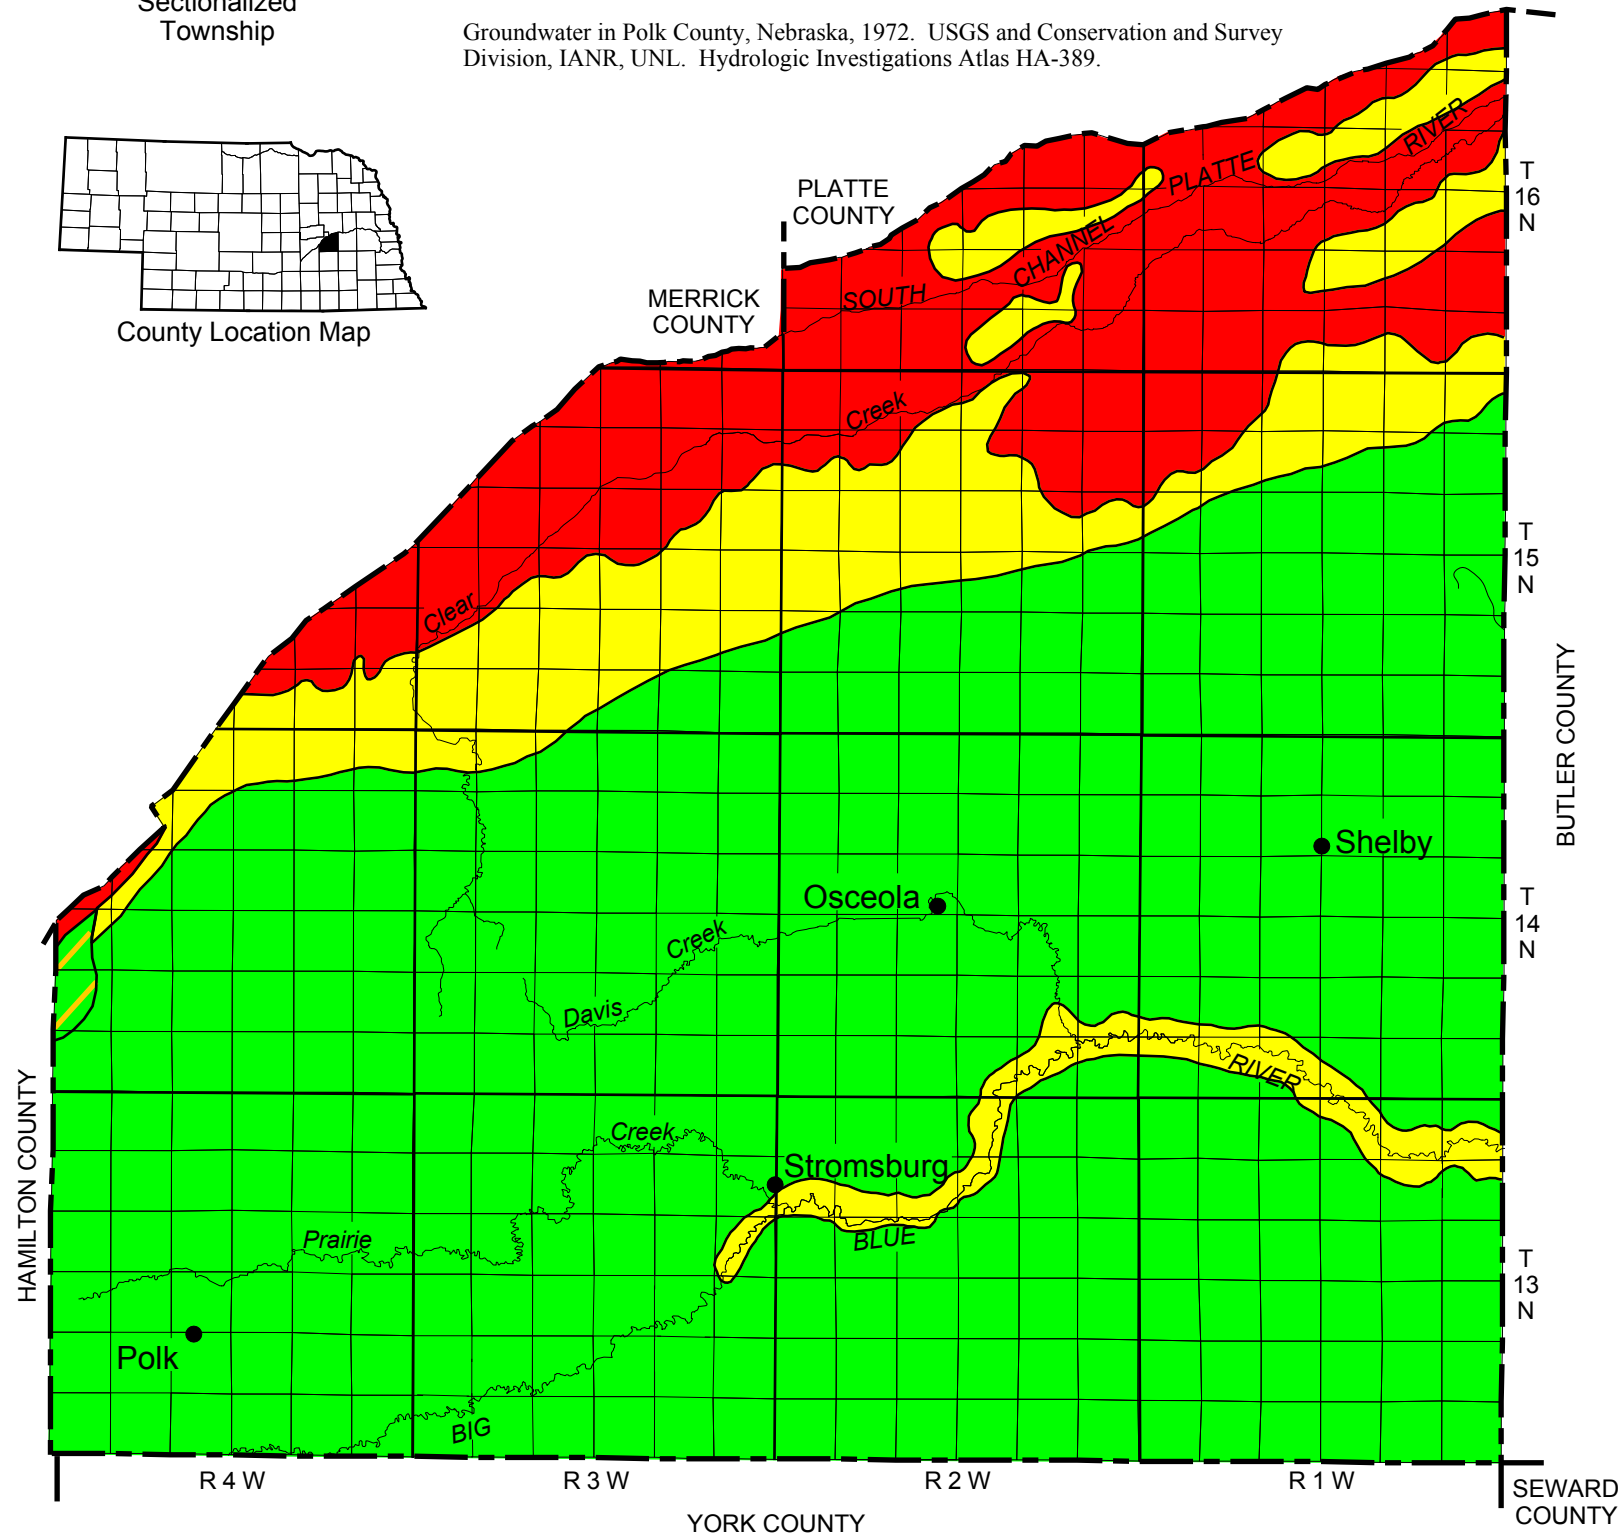 Sectionalized
Township
Groundwater in Polk County, Nebraska, 1972.  USGS and Conservation and Survey
Division, IANR, UNL.  Hydrologic Investigations Atlas HA-389.
County Location Map
PLATTE
COUNTY
MERRICK
COUNTY
SOUTH
CHANNEL
PLATTE
RIVER
T
16
N
Creek
Clear
T
15
N
BUTLER COUNTY
Shelby
Osceola
Creek
Davis
T
14
N
RIVER
HAMILTON COUNTY
Creek
Stromsburg
Prairie
BLUE
T
13
N
Polk
BIG
R 4 W
R 3 W
R 2 W
R 1 W
SEWARD
COUNTY
YORK COUNTY